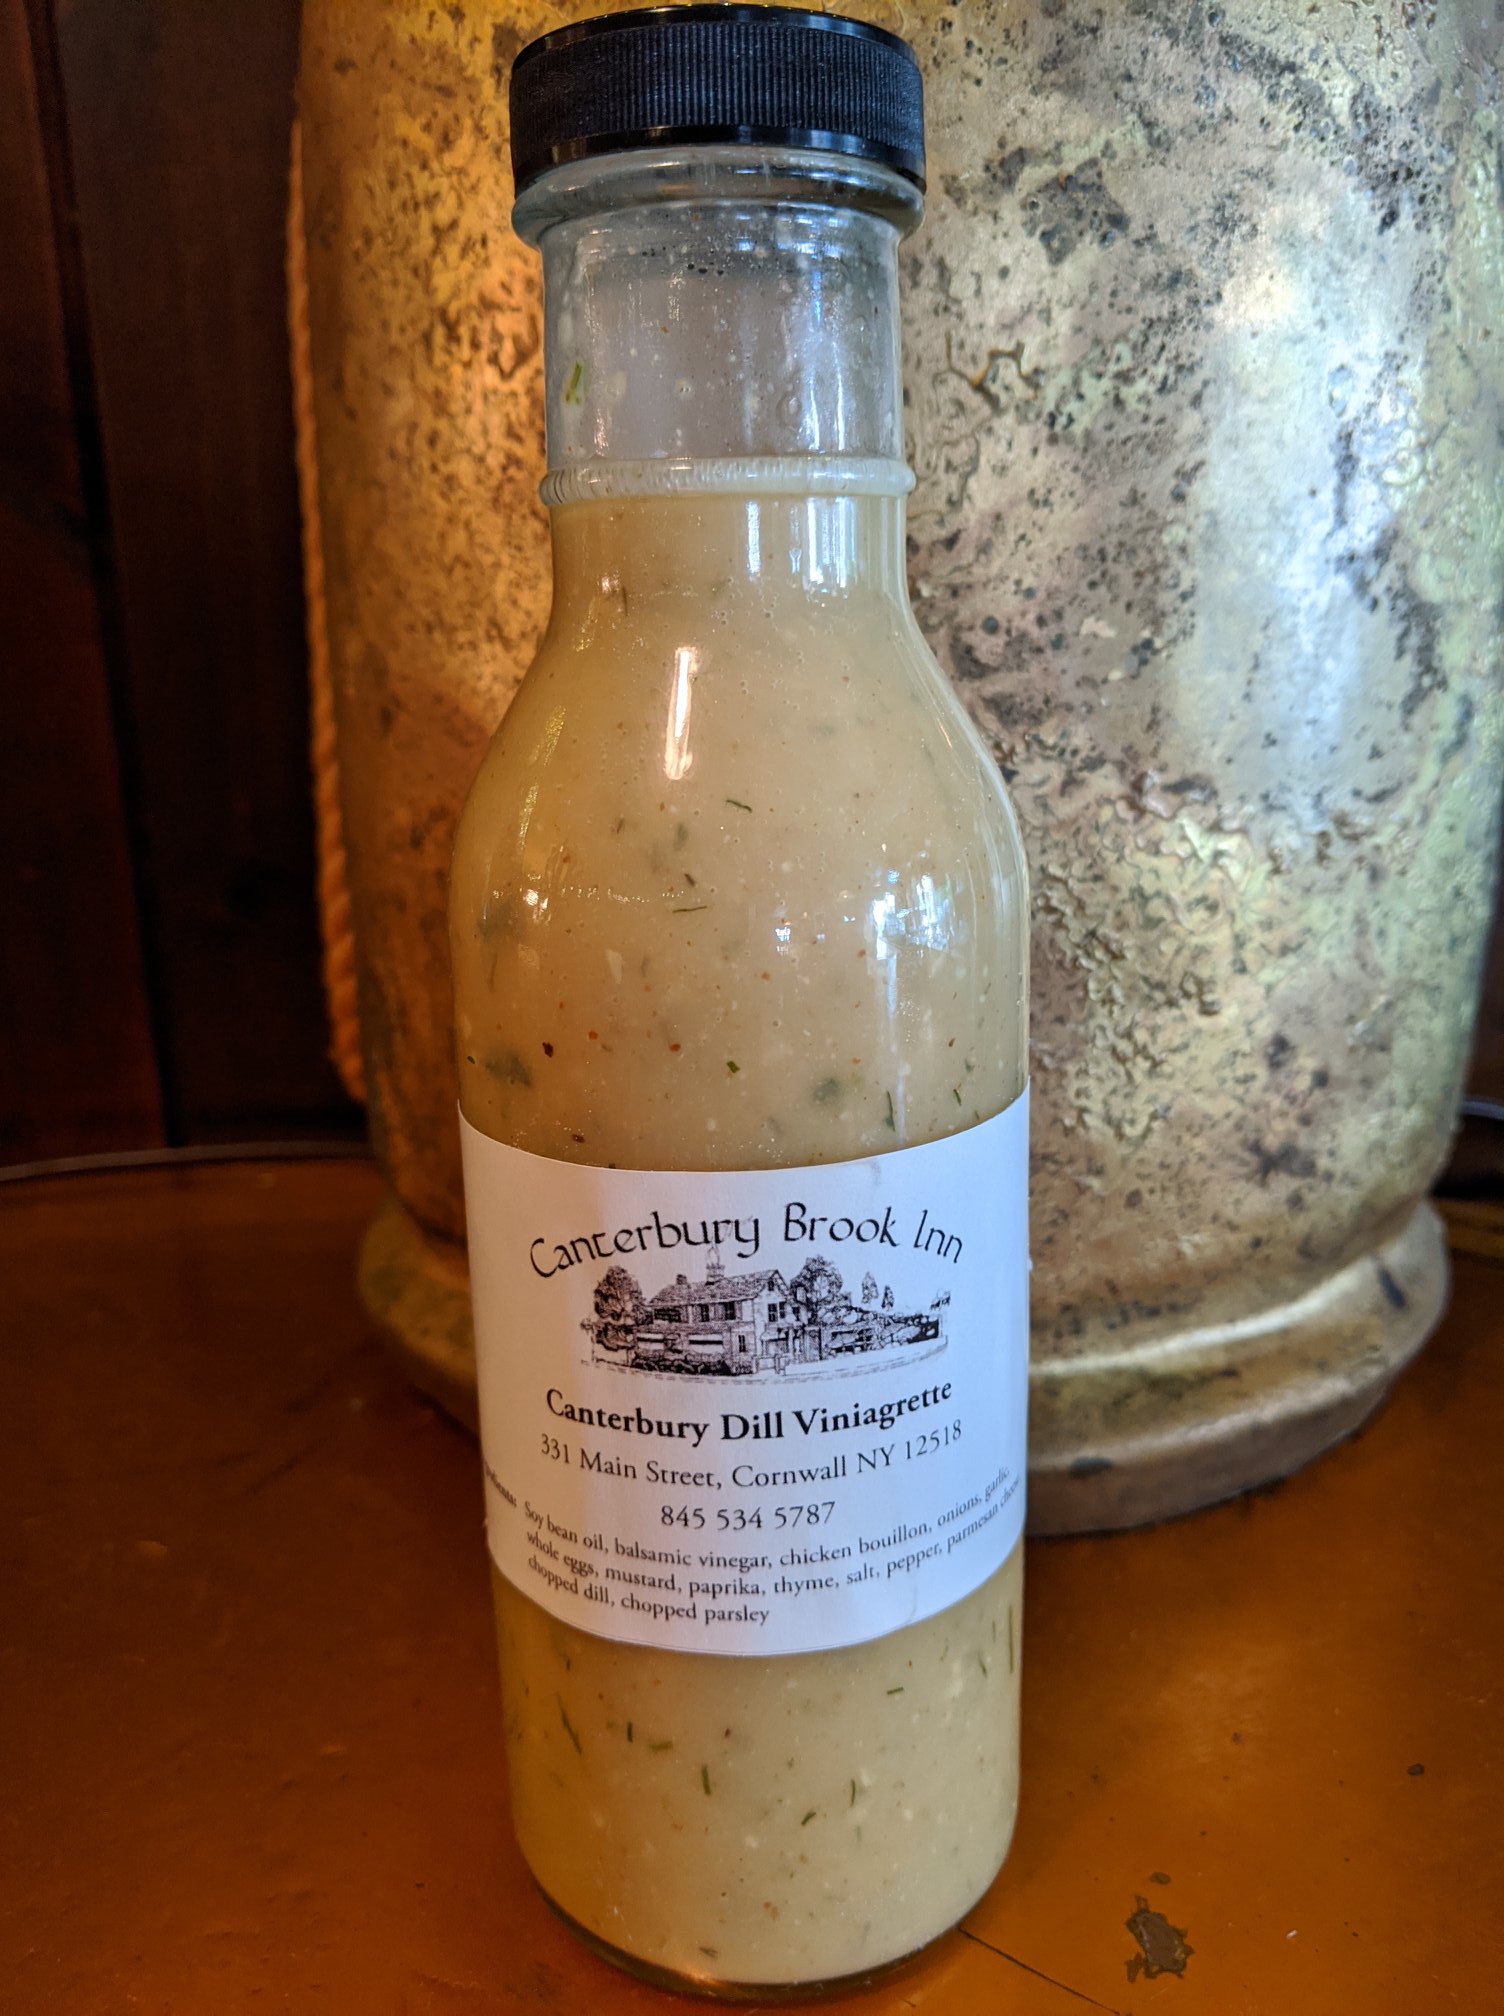 Canterbury Brook Inn
Canterbury Dill Viniagrette
331 Main Street, Cornwall NY 12518
845 534 5787
Soy bean oil, balsamic vinegar, chicken bouillon, onions, garlic,
whole eggs, mustard, paprika, thyme, salt, pepper, parmesan
chopped dill, chopped parsley